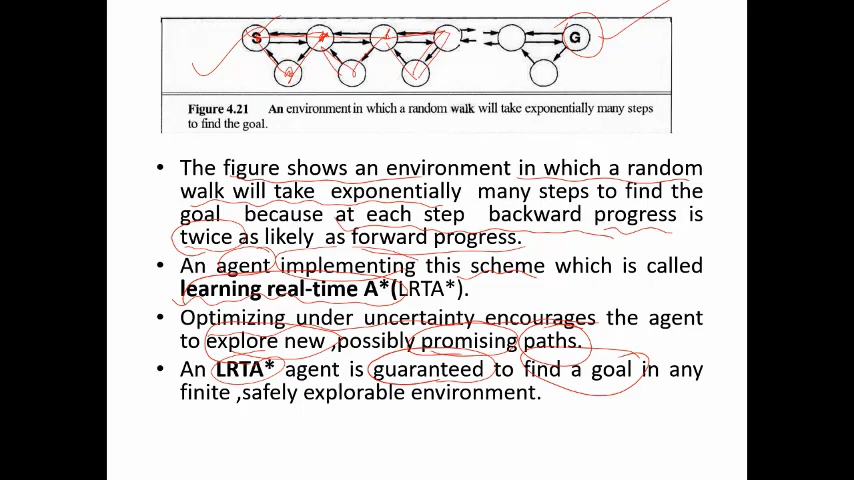 S G
Figure 4.21 An environment in which a random walk will take exponentially many steps
to find the goal.
• The figure shows an environment in which a random
walk will take exponentially many steps to find the
goal because at each step backward progress is
twice as likely as forward progress.
• An agent implementing this scheme which is called
learning real-time A*(LRTA*).
• Optimizing under uncertainty encourages the agent
to explore new ,possibly promising paths.
• An LRTA* agent is guaranteed to find a goal in any
finite ,safely explorable environment.